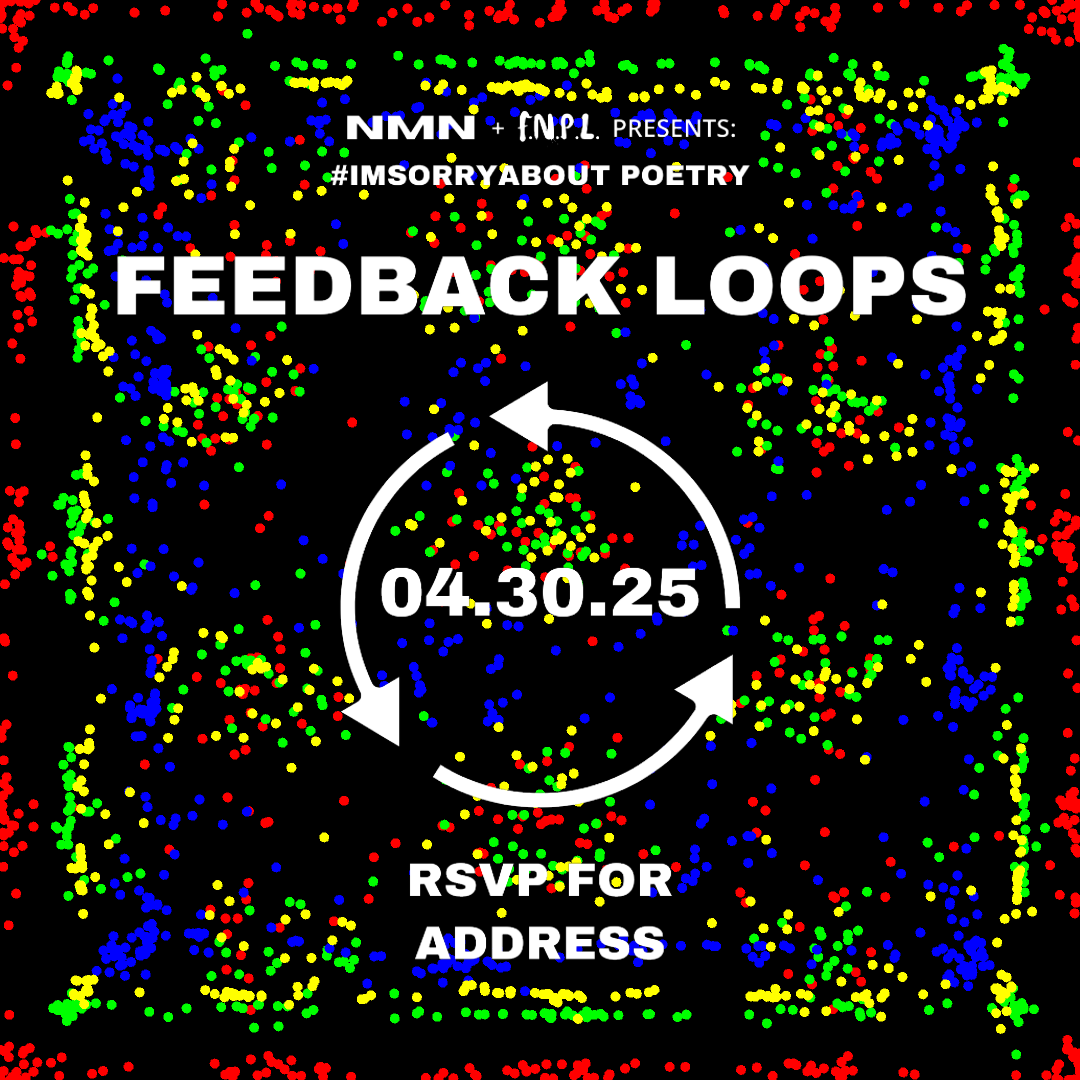 NMN + F.N.P.L. PRESENTS:
#IMSORRYABOUT POETRY
FEEDBACK LOOPS
04.30.25
RSVP FOR
ADDRESS